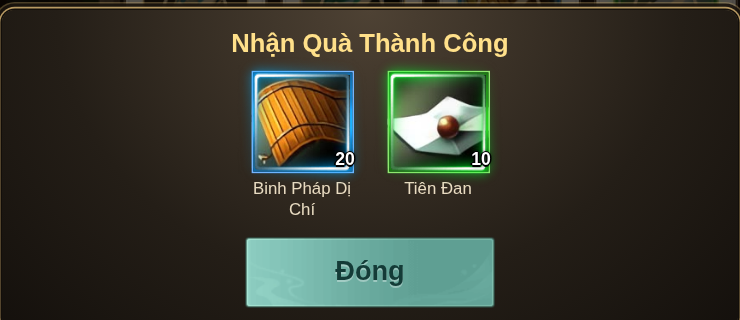 Nhận Quà Thành Công
20
10
Binh Pháp Dị
Chí
Tiên Đan
Đóng